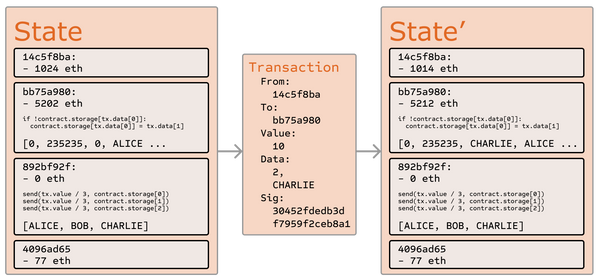 State
14c5f8ba:
- 1024 eth
bb75a980:
- 5202 eth
if !contract.storage[tx.data[0]]:
contract.storage[tx.data[0]] = tx.data[1]
[0, 235235, 0, ALICE ...
892bf92f:
- 0 eth
send(tx.value / 3, contract.storage[0])
send(tx.value / 3, contract.storage[1])
send(tx.value / 3, contract.storage[2])
[ALICE, BOB, CHARLIE]
4096ad65
- 77 eth
Transaction
From:
14c5f8ba
To:
bb75a980
Value:
10
Data:
2,
CHARLIE
Sig:
30452fdedb3d
f7959f2ceb8a1
State’
14c5f8ba:
- 1014 eth
bb75a980:
- 5212 eth
if !contract.storage[tx.data[0]]:
contract.storage[tx.data[0]] = tx.data[1]
[0, 235235, CHARLIE, ALICE ...
892bf92f:
- 0 eth
send(tx.value / 3, contract.storage[0])
send(tx.value / 3, contract.storage[1])
send(tx.value / 3, contract.storage[2])
[ALICE, BOB, CHARLIE]
4096ad65
- 77 eth